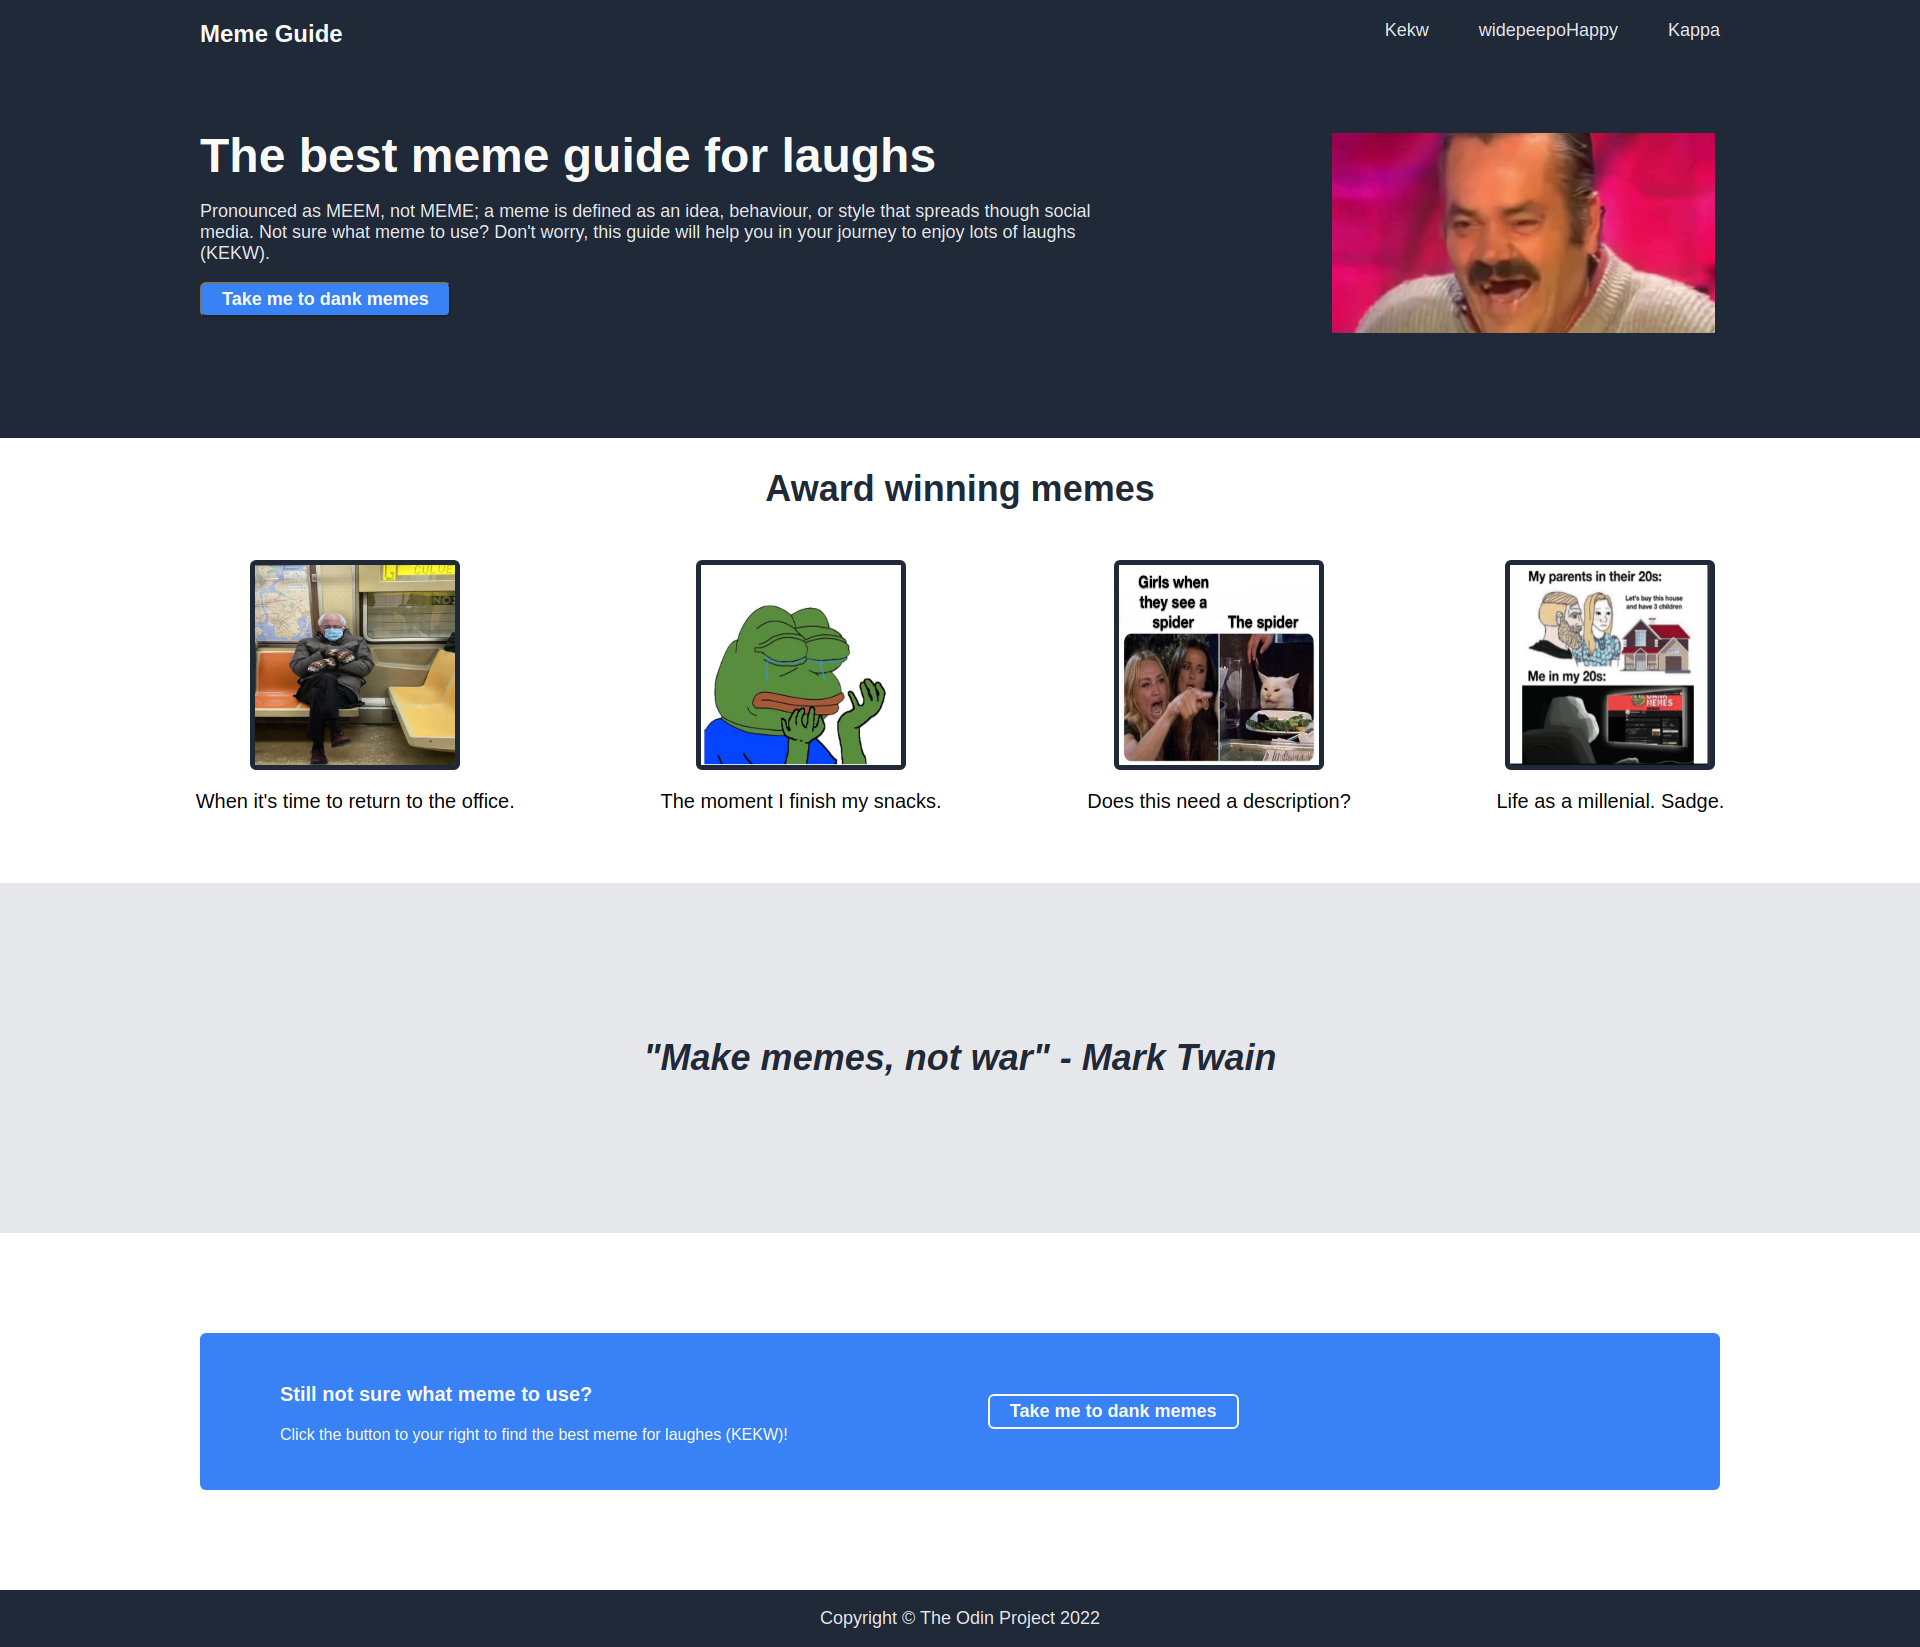 Meme Guide
Kekw
widepeepoHappy
Kappa
The best meme guide for laughs
Pronounced as MEEM, not MEME; a meme is defined as an idea, behaviour, or style that spreads though social
media. Not sure what meme to use? Don't worry, this guide will help you in your journey to enjoy lots of laughs
(KEKW).
Take me to dank memes
Award winning memes
Girls when
they see a
spider
The spider
My parents in their 20s:
Let's buy this house
and have 3 children
Me in my 20s:
MEMES
When it's time to return to the office.
The moment I finish my snacks.
Does this need a description?
Life as a millenial. Sadge.
"Make memes, not war" - Mark Twain
Still not sure what meme to use?
Click the button to your right to find the best meme for laughes (KEKW)!
Take me to dank memes
Copyright © The Odin Project 2022